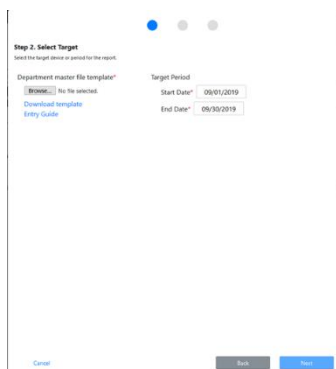 Step 2. Select Target
Select the target device or period for the report.
Department master file template*
Browse... No file selected.
Download template
Entry Guide
Target Period
Start Date* 09/01/2019
End Date* 09/30/2019
Cancel
Back
Next